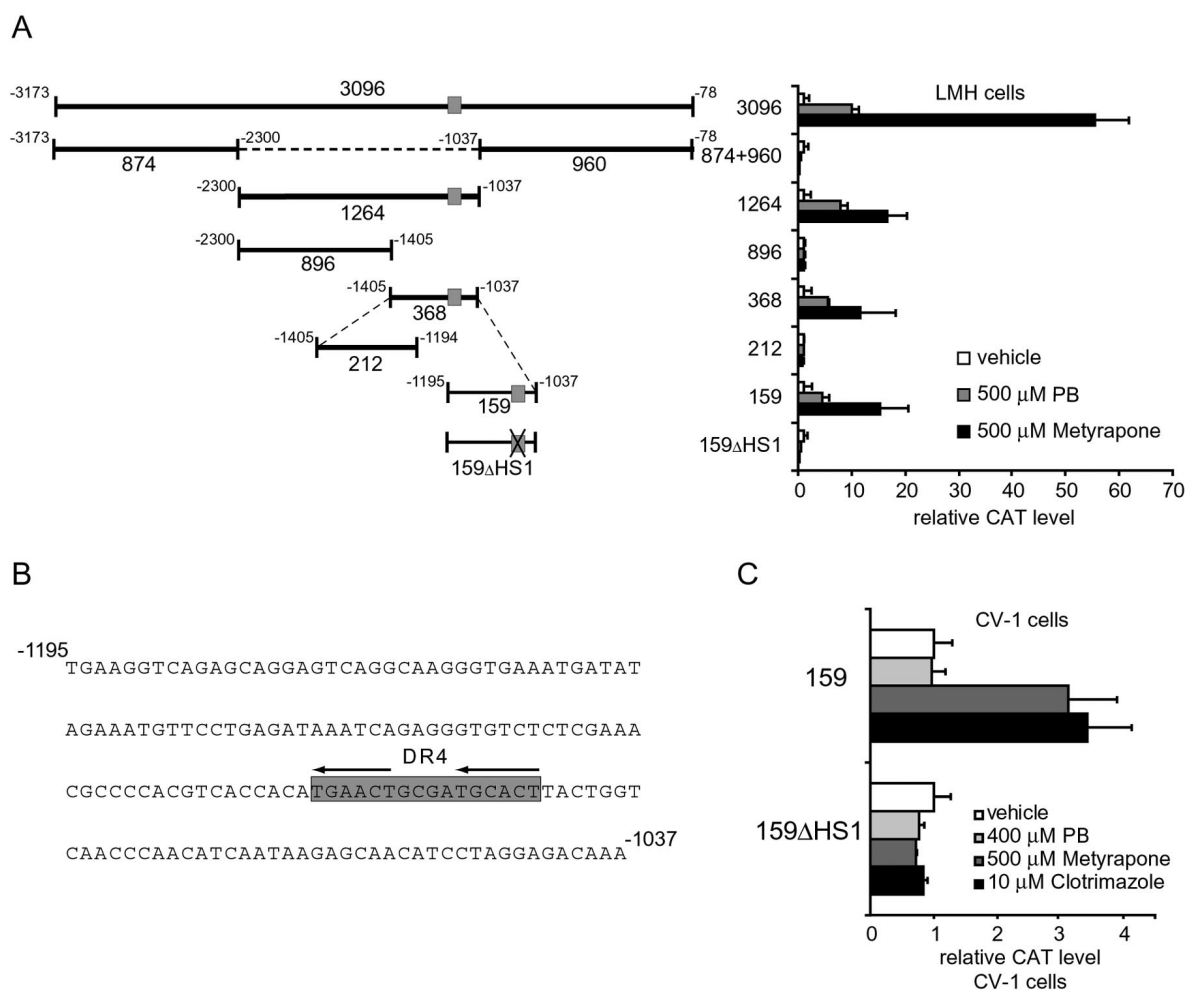 A
-3173
3096
-78
-3173
-2300
-1037
-78
874
960
-2300
-1037
1264
-2300
-1405
896
-1405
-1037
368
-1405
-1194
212
-1195
-1037
159
159ΔHS1
LMH cells
3096
874+960
1264
896
368
212
159
159ΔHS1
vehicle
500 µM PB
500 µM Metyrapone
0 10 20 30 40 50 60 70
relative CAT level
B
-1195
TGAAGGTCAGAGCAGGAGTCAGGCAAGGGTGAAATGATAT
AGAAATGTTCCTGAGATAAATCAGAGGGTGTCTCTCGAAA
DR4
CGCCCCACGTCACCACATGAACTGCGATGCACTTACTGGT
CAACCCAACATCAATAAGAGCAACATCCTAGGAGACAAA
-1037
C
CV-1 cells
159
159ΔHS1
vehicle
400 µM PB
500 µM Metyrapone
10 µM Clotrimazole
0 1 2 3 4
relative CAT level
CV-1 cells